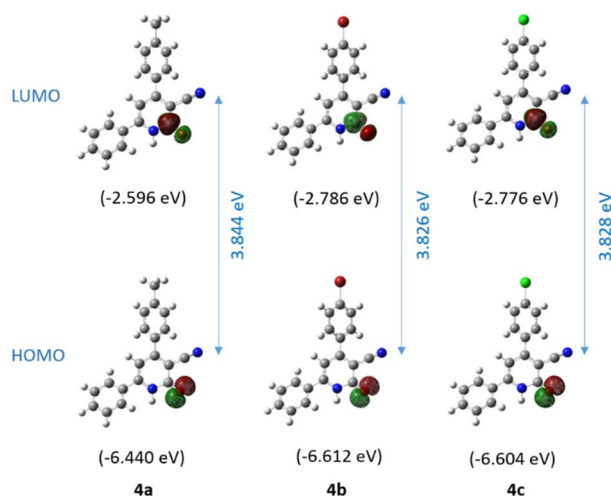 LUMO
(-2.596 eV) (-2.786 eV) (-2.776 eV)
3.844 eV
3.826 eV
3.828 eV
HOMO
(-6.440 eV) (-6.612 eV) (-6.604 eV)
4a 4b 4c